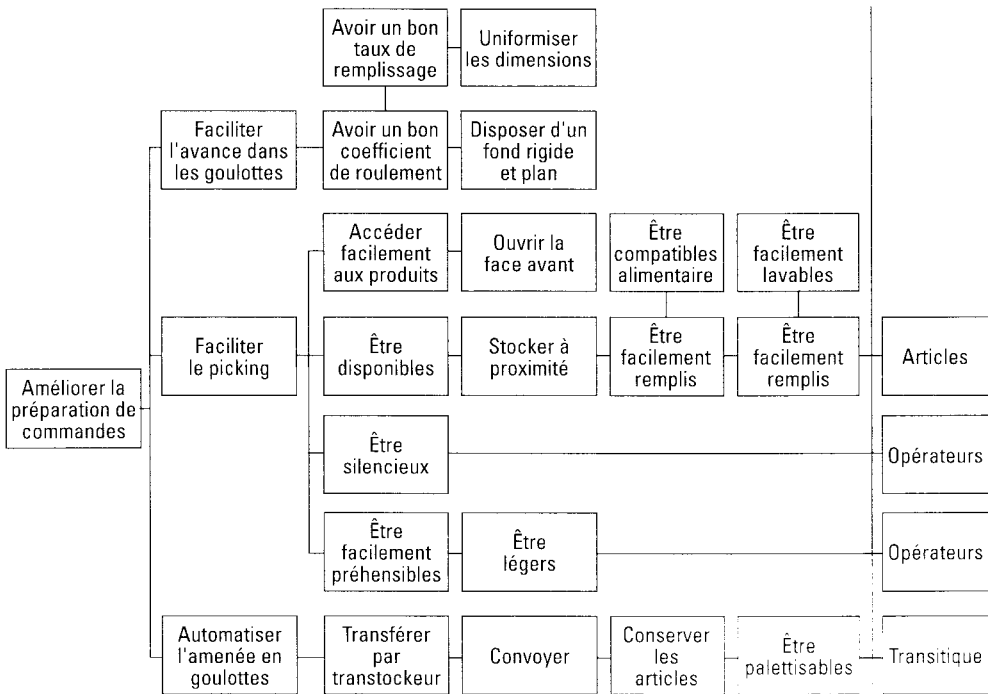 Avoir un bon
taux de
remplissage
Uniformiser
les dimensions
Faciliter
l'avance dans
les goulottes
Avoir un bon
coefficient
de roulement
Disposer d'un
fond rigide
et plan
Accéder
facilement
aux produits
Ouvrir la
face avant
Être
compatibles
alimentaire
Être
facilement
lavables
Faciliter
le picking
Être
disponibles
Stocker à
proximité
Être
facilement
remplis
Être
facilement
remplis
Articles
Améliorer la
préparation de
commandes
Être
silencieux
Opérateurs
Être
facilement
préhensibles
Être
légers
Opérateurs
Automatiser
l'amenée en
goulottes
Transférer
par
transtockeur
Convoyer
Conserver
les
articles
Être
palettisables
Transitique